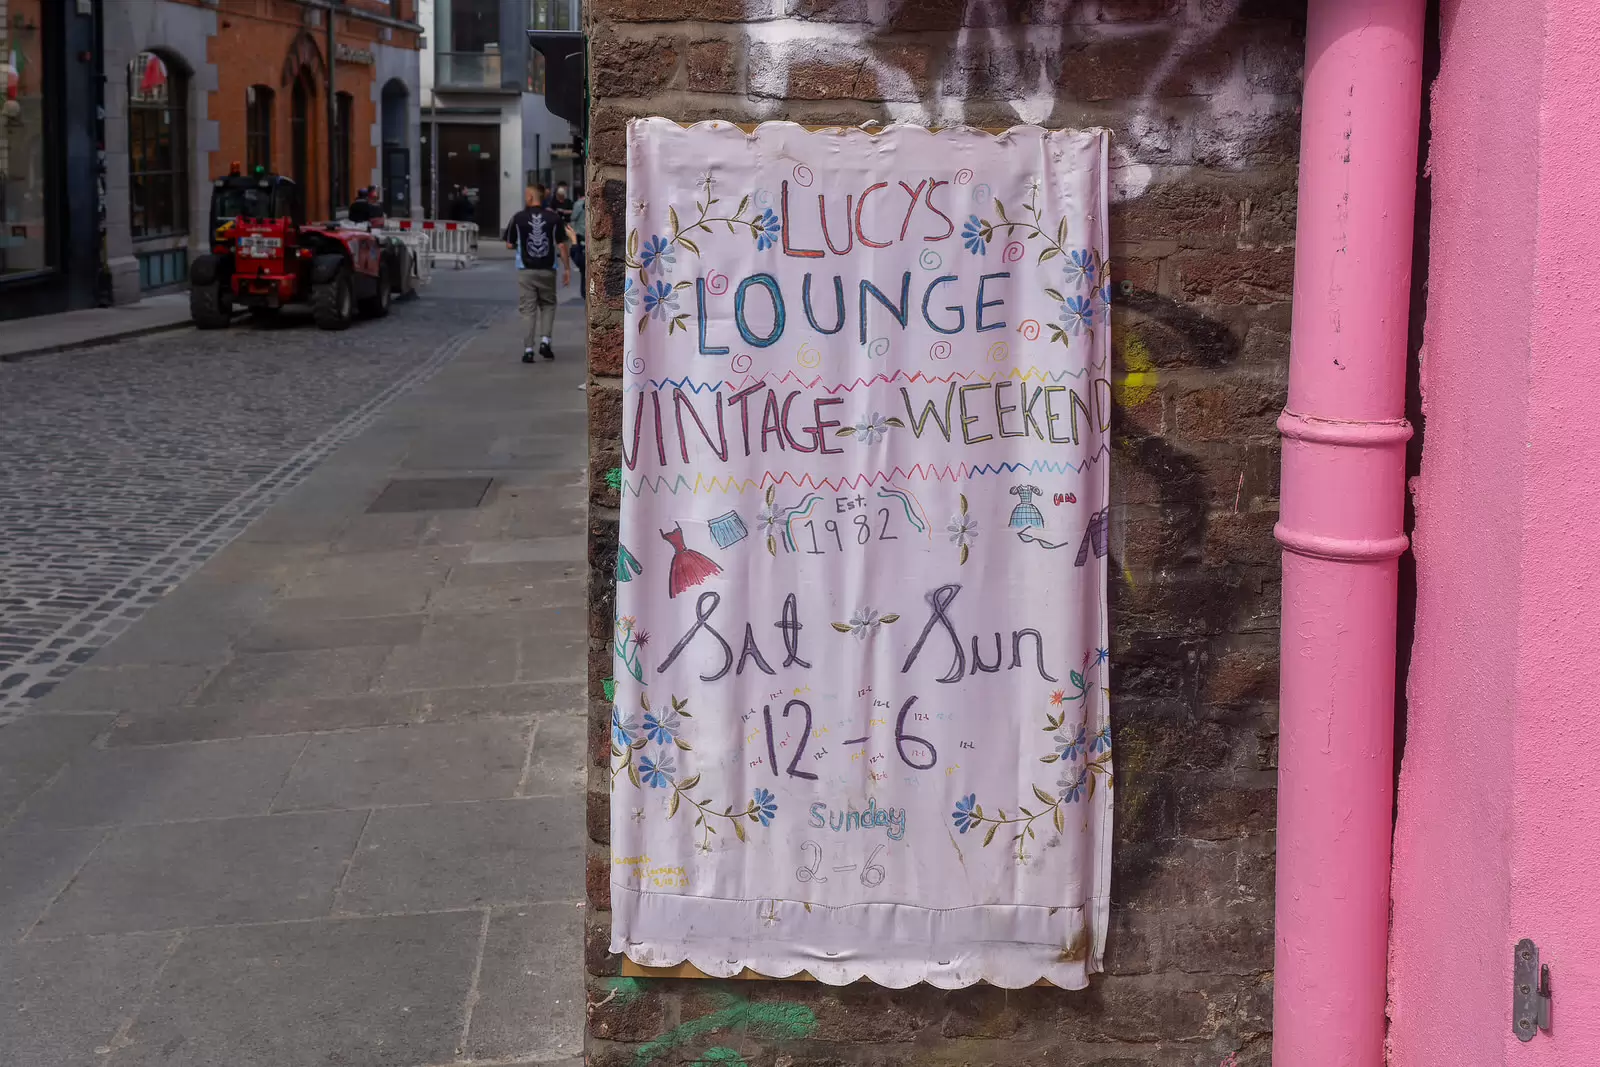 LUCY'S
LOUNGE
VINTAGE WEEKEND
Est.
1982
Sat Sun
12-6
Sunday
2-6